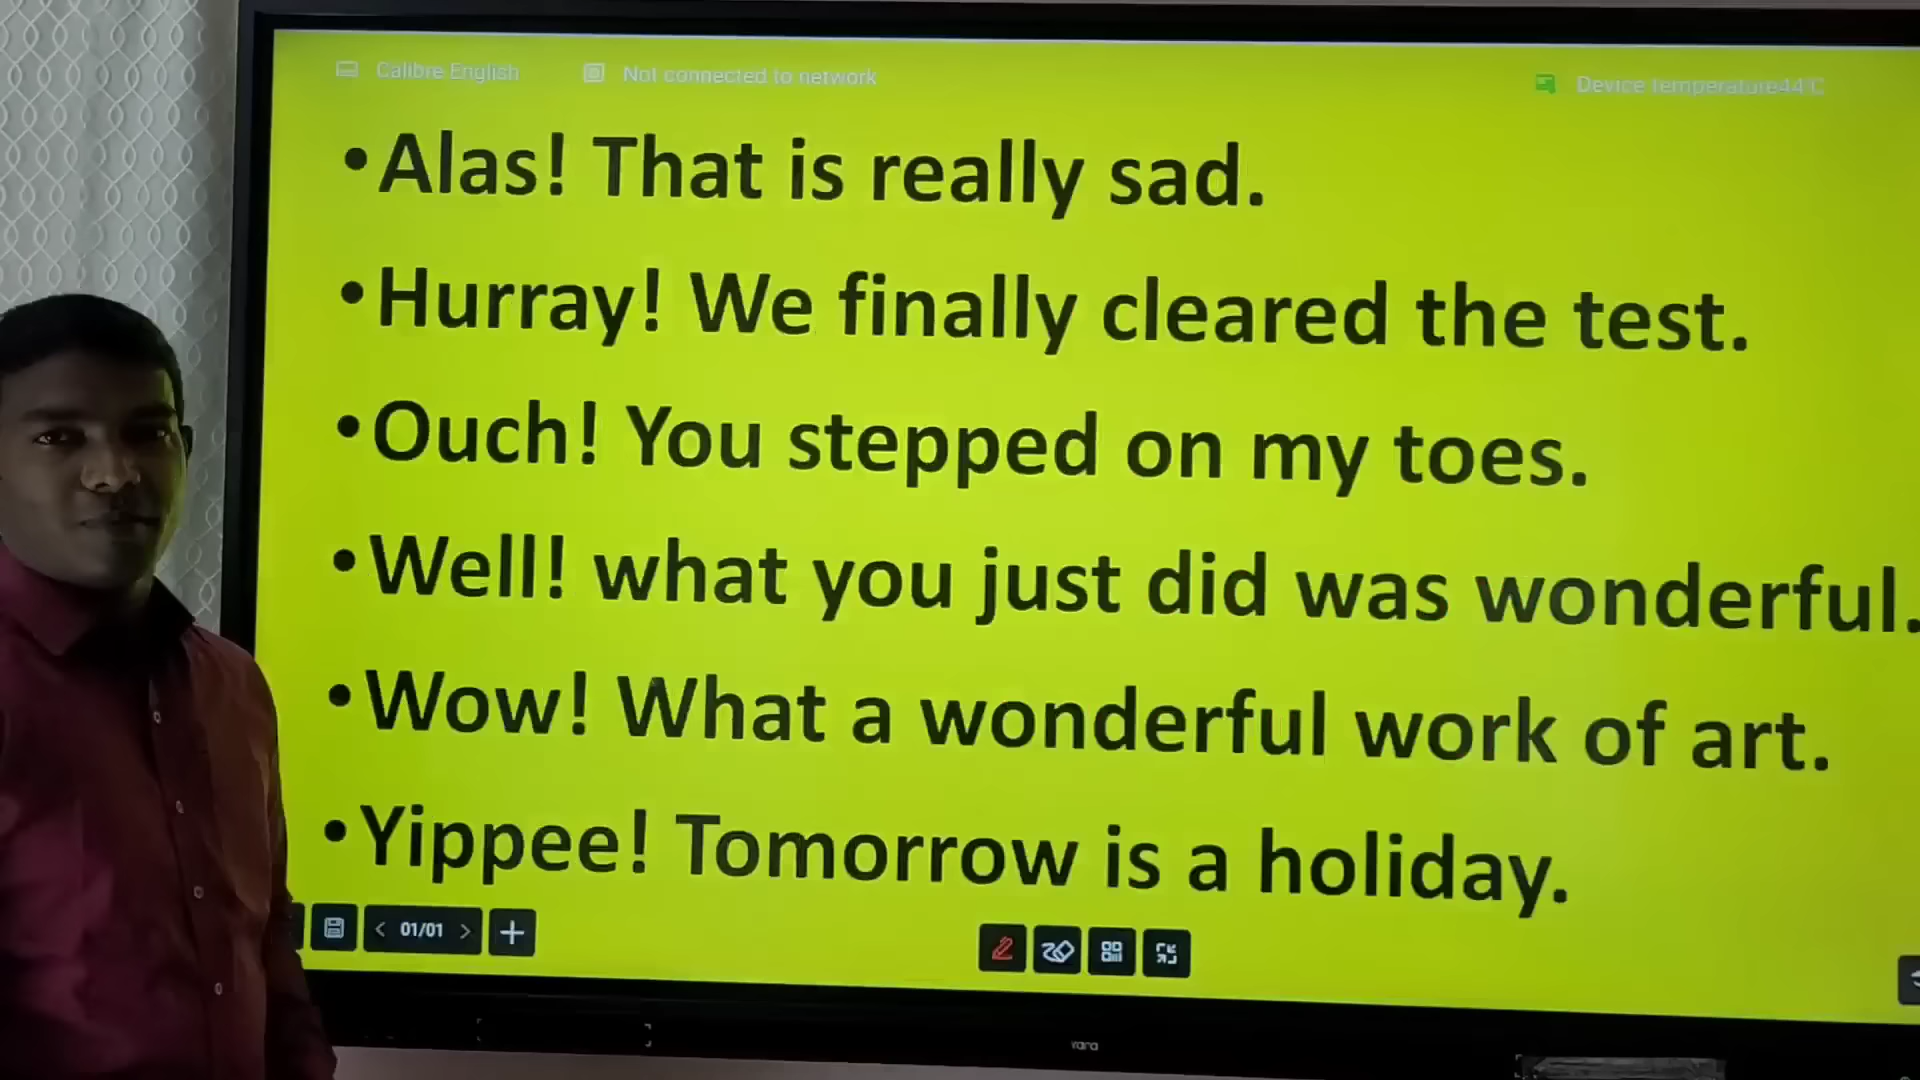 Calibre English Not connected to network Device temperature44°C
•Alas! That is really sad.
•Hurray! We finally cleared the test.
•Ouch! You stepped on my toes.
•Well! what you just did was wonderful.
•Wow! What a wonderful work of art.
•Yippee! Tomorrow is a holiday.
01/01
vara